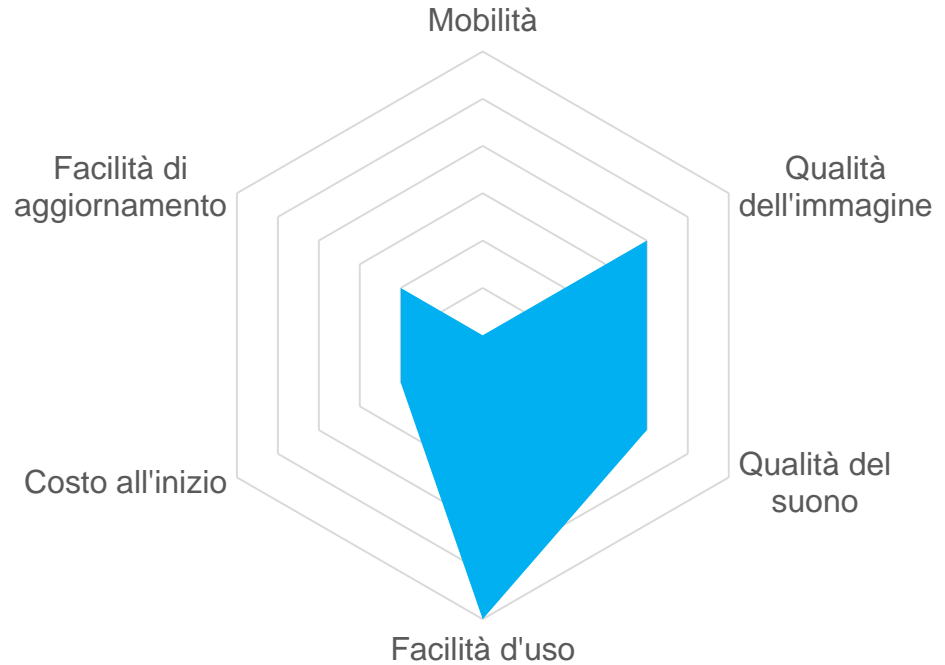 Mobilità
Qualità
dell'immagine
Qualità del
suono
Facilità d'uso
Costo all'inizio
Facilità di
aggiornamento